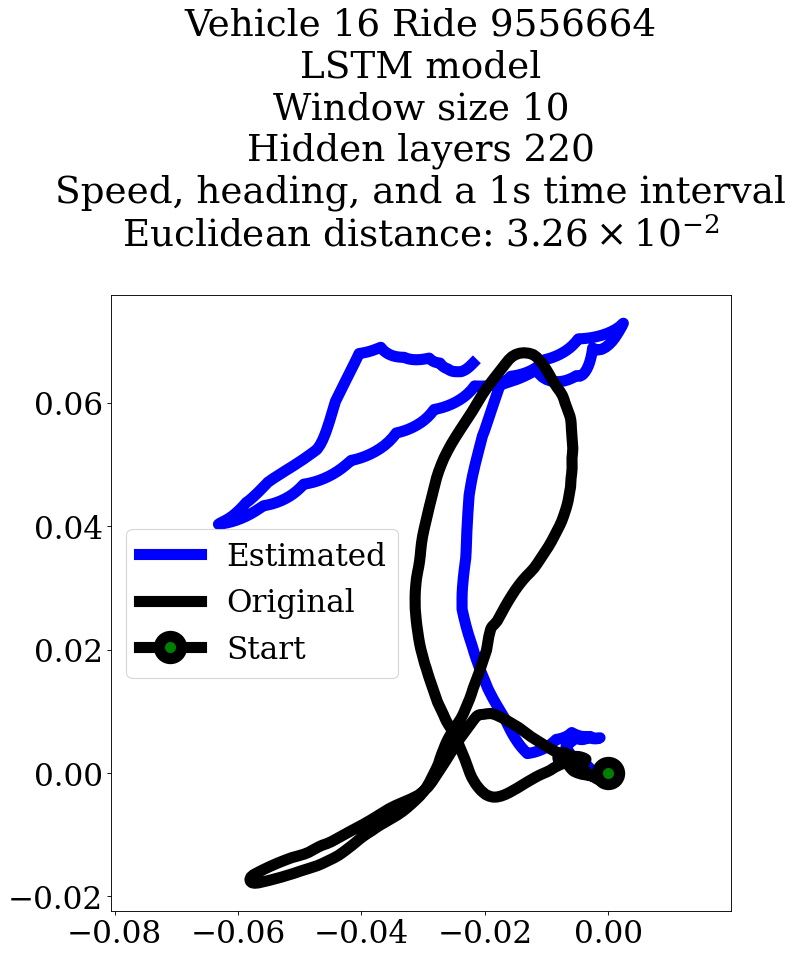 Vehicle 16 Ride 9556664
LSTM model
Window size 10
Hidden layers 220
Speed, heading, and a 1s time interval
Euclidean distance: 3.26 × 10⁻²
0.06
0.04
0.02
0.00
−0.02
Estimated
Original
Start
−0.08 −0.06 −0.04 −0.02 0.00